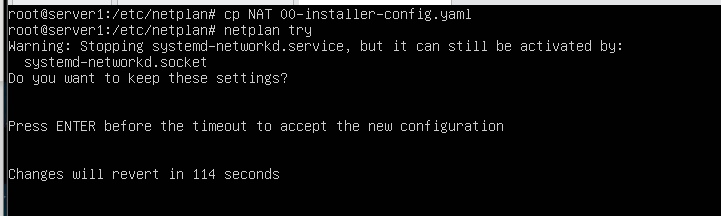 root@server1:/etc/netplan# cp NAT 00-installer-config.yaml
root@server1:/etc/netplan# netplan try
Warning: Stopping systemd-networkd.service, but it can still be activated by:
  systemd-networkd.socket
Do you want to keep these settings?
Press ENTER before the timeout to accept the new configuration
Changes will revert in 114 seconds